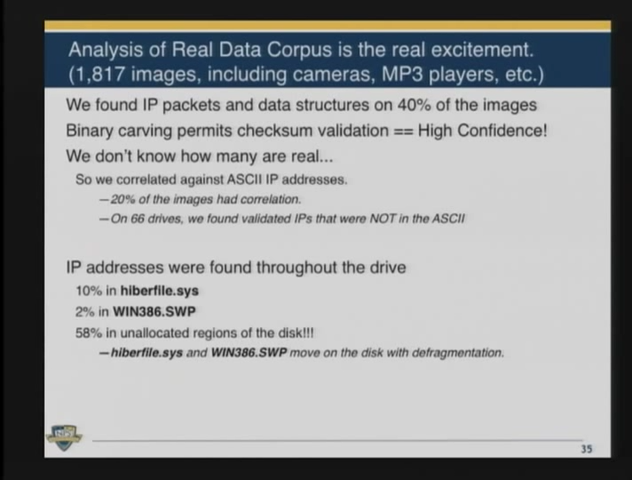 Analysis of Real Data Corpus is the real excitement.
(1,817 images, including cameras, MP3 players, etc.)
We found IP packets and data structures on 40% of the images
Binary carving permits checksum validation == High Confidence!
We don't know how many are real...
So we correlated against ASCII IP addresses.
—20% of the images had correlation.
—On 66 drives, we found validated IPs that were NOT in the ASCII
IP addresses were found throughout the drive
10% in hiberfile.sys
2% in WIN386.SWP
58% in unallocated regions of the disk!!!
—hiberfile.sys and WIN386.SWP move on the disk with defragmentation.
35